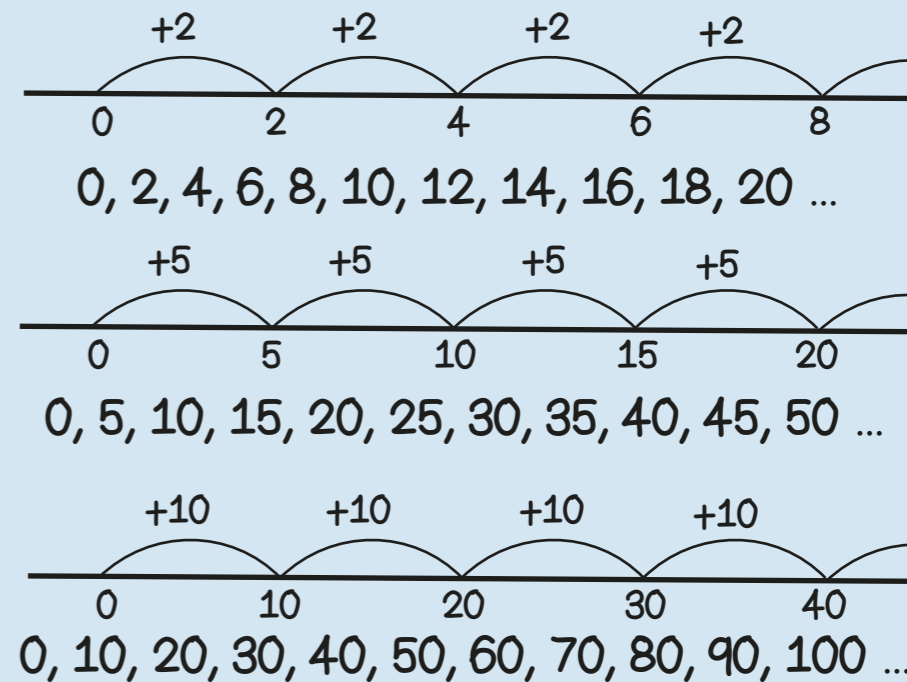 +2 +2 +2 +2
0 2 4 6 8
0, 2, 4, 6, 8, 10, 12, 14, 16, 18, 20 ...
+5 +5 +5 +5
0 5 10 15 20
0, 5, 10, 15, 20, 25, 30, 35, 40, 45, 50 ...
+10 +10 +10 +10
0 10 20 30 40
0, 10, 20, 30, 40, 50, 60, 70, 80, 90, 100 ...